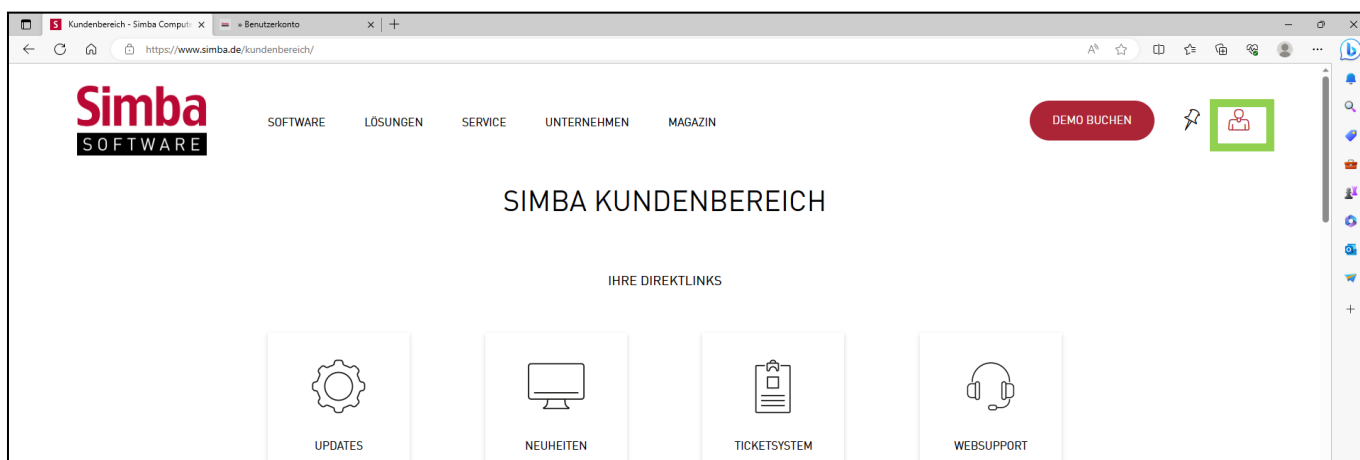 Kundenbereich - Simba Compute
» Benutzerkonto
https://www.simba.de/kundenbereich/
Simba
SOFTWARE
SOFTWARE LÖSUNGEN SERVICE UNTERNEHMEN MAGAZIN
DEMO BUCHEN
SIMBA KUNDENBEREICH
IHRE DIREKTLINKS
UPDATES NEUHEITEN TICKETSYSTEM WEBSUPPORT